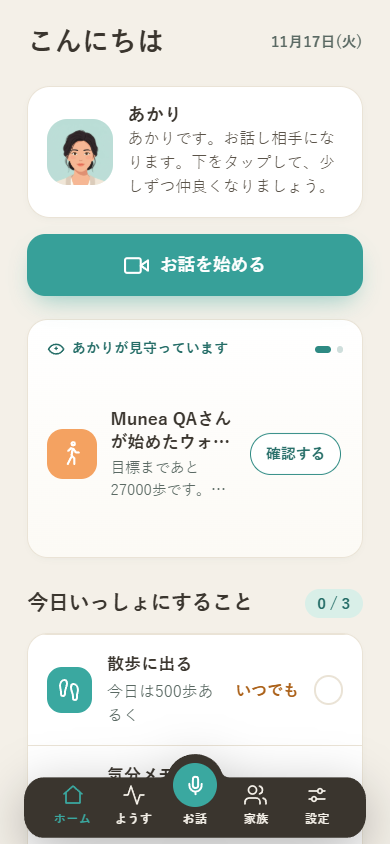 こんにちは
11月17日(火)
あかり
あかりです。お話し相手にな
ります。下をタップして、少
しずつ仲良くなりましょう。
お話を始める
あかりが見守っています
Munea QAさん
が始めたウォ…
目標まであと
27000歩です。…
確認する
今日いっしょにすること
0 / 3
散歩に出る
今日は500歩あ
るく
いつでも
気分メモ
ホーム
ようす
お話
家族
設定